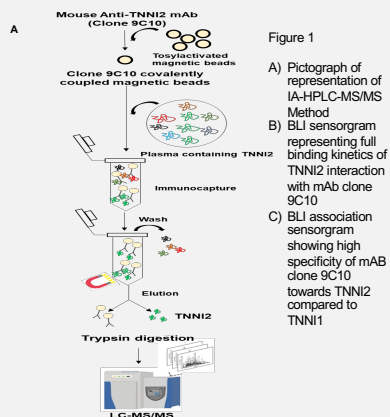 Mouse Anti-TNNI2 mAb
(Clone 9C10)
A
Tosylactivated
magnetic beads
Clone 9C10 covalently
coupled magnetic beads
Plasma containing TNNI2
Immunocapture
Wash
Elution
TNNI2
Trypsin digestion
LC-MS/MS
Figure 1
A) Pictograph of
representation of
IA-HPLC-MS/MS
Method
B) BLI sensorgram
representing full
binding kinetics of
TNNI2 interaction
with mAb clone
9C10
C) BLI association
sensorgram
showing high
specificity of mAB
clone 9C10
towards TNNI2
compared to
TNNI1